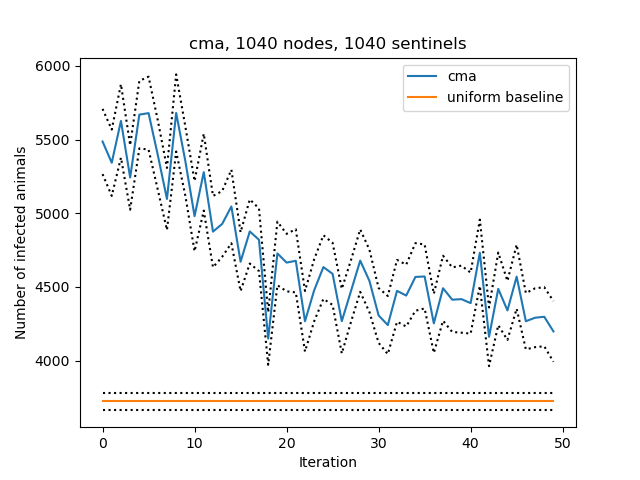 cma, 1040 nodes, 1040 sentinels
cma
uniform baseline
Number of infected animals
6000
5500
5000
4500
4000
0 10 20 30 40 50
Iteration